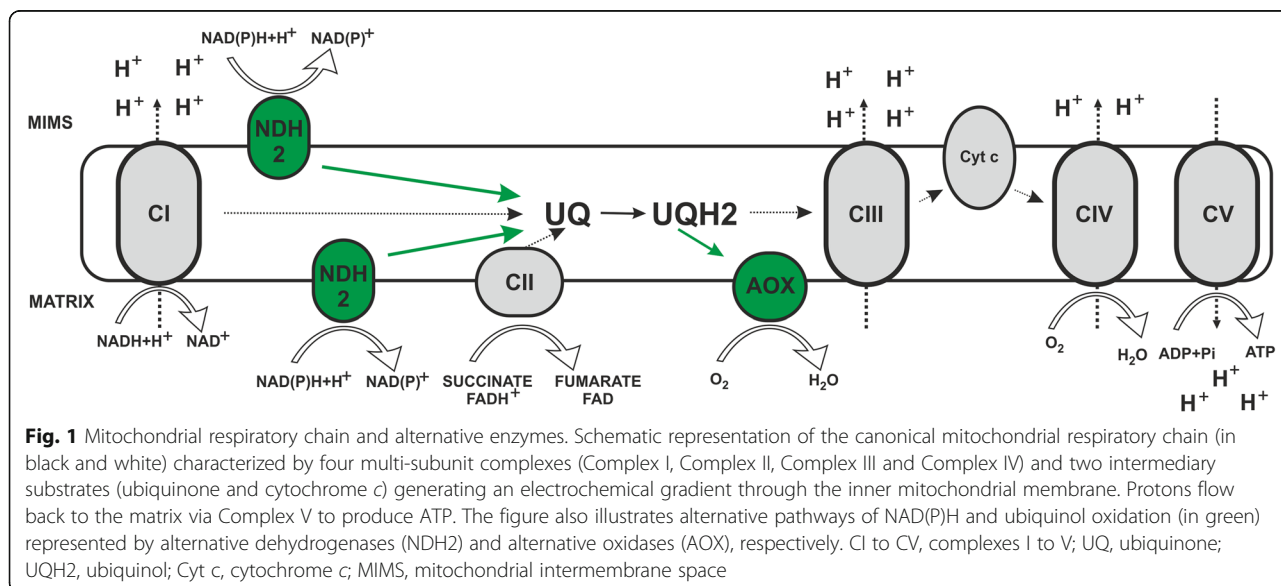 NAD(P)H+H+ NAD(P)+
H+ H+
H+ H+
H+ H+
H+ H+
H+ H+
MIMS
NDH
2
Cyt c
CI
UQ
UQH2
CIII
CIV
CV
NDH
2
CII
AOX
MATRIX
NADH+H+ NAD+
NAD(P)H+H+ NAD(P)+
SUCCINATE
FADH+
FUMARATE
FAD
O2 H2O
O2 H2O
ADP+Pi ATP
H+
H+ H+
Fig. 1 Mitochondrial respiratory chain and alternative enzymes. Schematic representation of the canonical mitochondrial respiratory chain (in
black and white) characterized by four multi-subunit complexes (Complex I, Complex II, Complex III and Complex IV) and two intermediary
substrates (ubiquinone and cytochrome c) generating an electrochemical gradient through the inner mitochondrial membrane. Protons flow
back to the matrix via Complex V to produce ATP. The figure also illustrates alternative pathways of NAD(P)H and ubiquinol oxidation (in green)
represented by alternative dehydrogenases (NDH2) and alternative oxidases (AOX), respectively. CI to CV, complexes I to V; UQ, ubiquinone;
UQH2, ubiquinol; Cyt c, cytochrome c; MIMS, mitochondrial intermembrane space